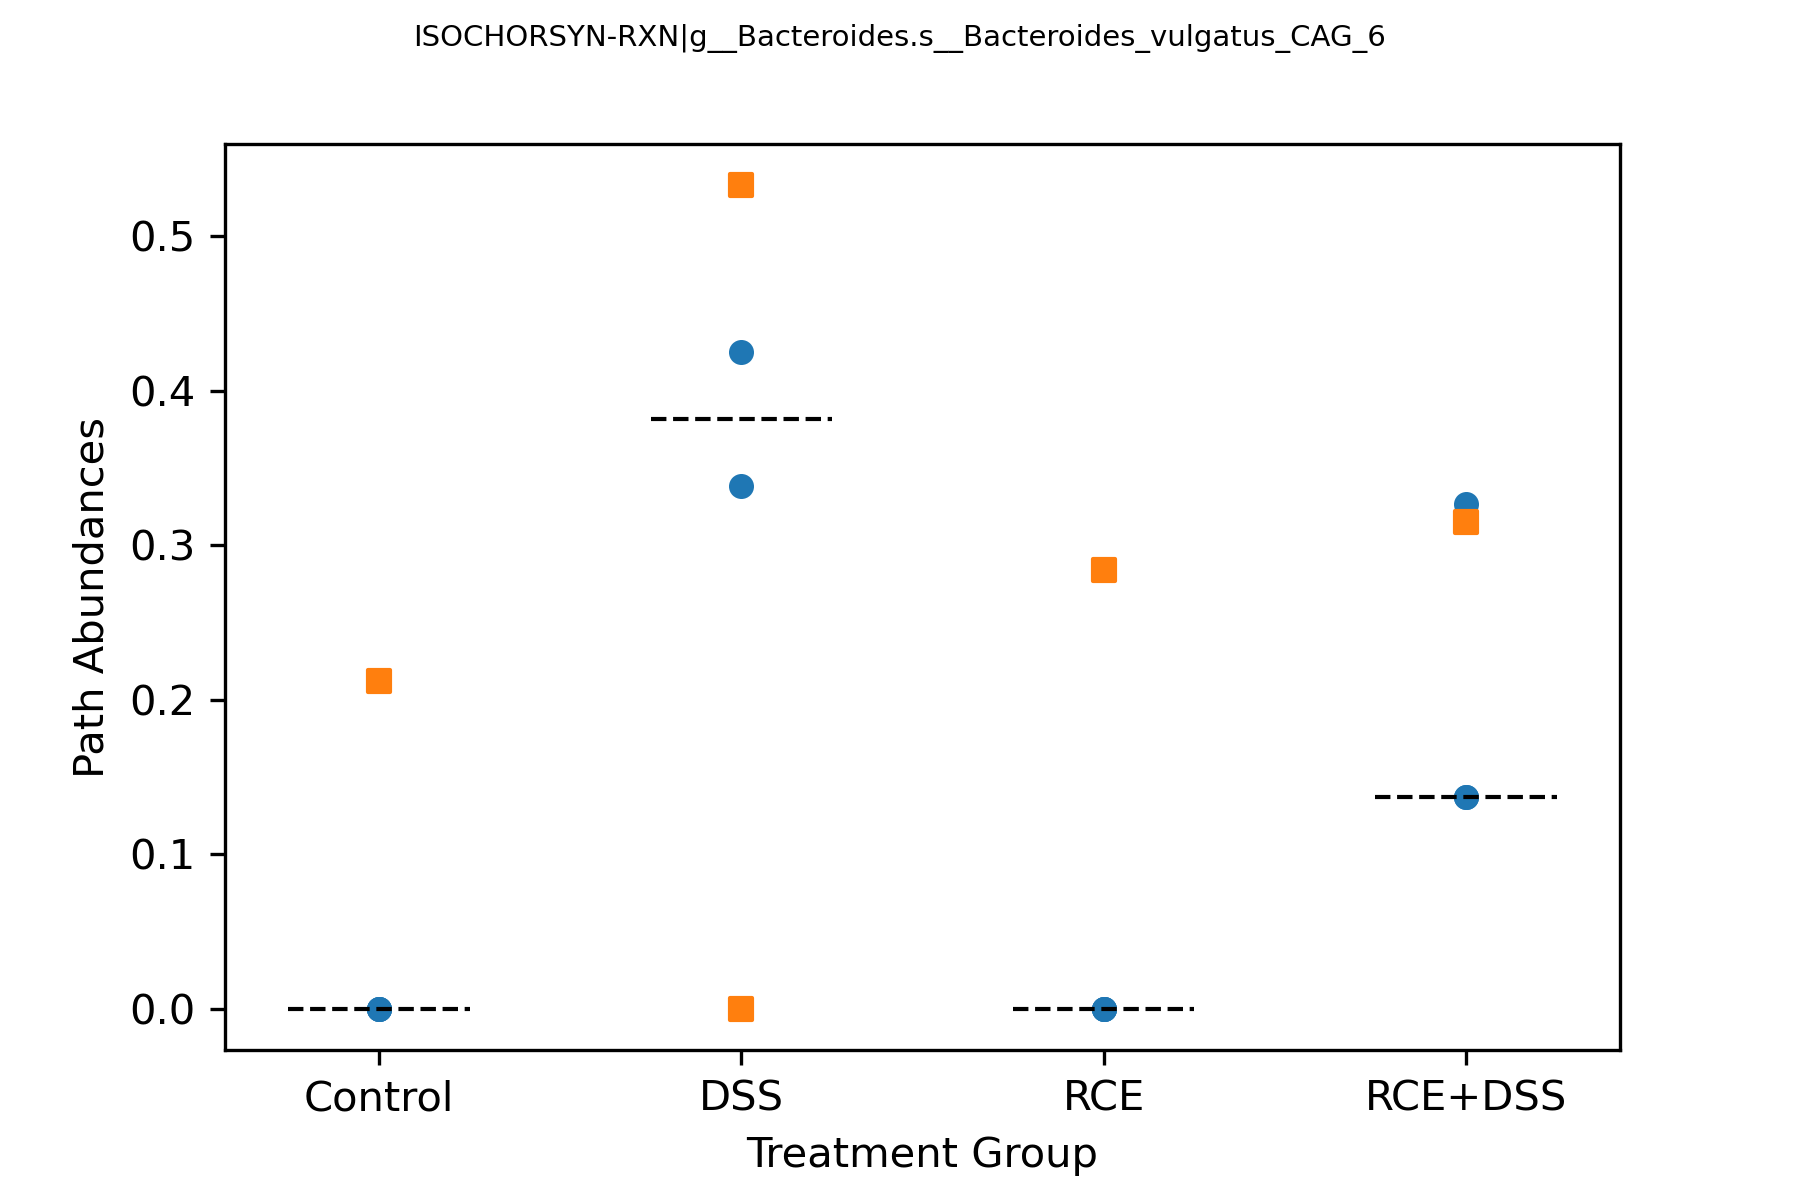 ISOCHORSYN-RXN|g__Bacteroides.s__Bacteroides_vulgatus_CAG_6
0.5
0.4
0.3
0.2
0.1
0.0
Path Abundances
Control
DSS
RCE
RCE+DSS
Treatment Group